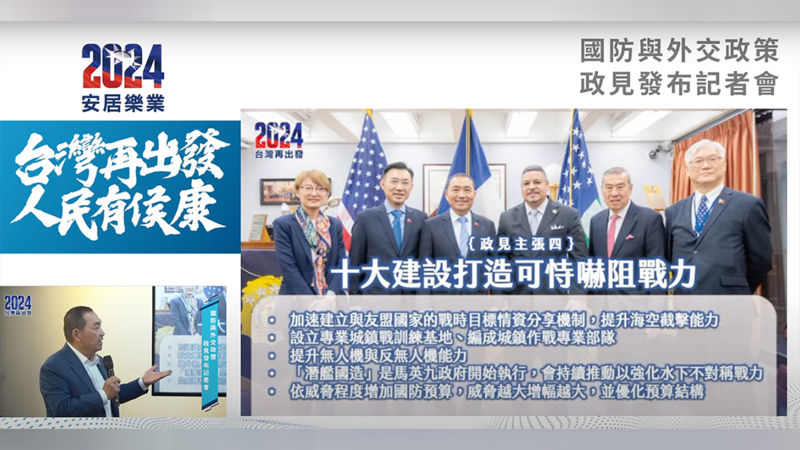 國防與外交政策
政見發布記者會
2024
安居樂業
台灣再出發
人民有侯康
2024
台灣再出發
{ 政見主張四 }
十大建設打造可恃嚇阻戰力
• 加速建立與友盟國家的戰時目標情資分享機制，提升海空截擊能力
• 設立專業城鎮戰訓練基地、編成城鎮作戰專業部隊
• 提升無人機與反無人機能力
• 「潛艦國造」是馬英九政府開始執行，會持續推動以強化水下不對稱戰力
• 依威脅程度增加國防預算，威脅越大增幅越大，並優化預算結構
2024
台灣再出發
國防與外交政策
政見發布記者會